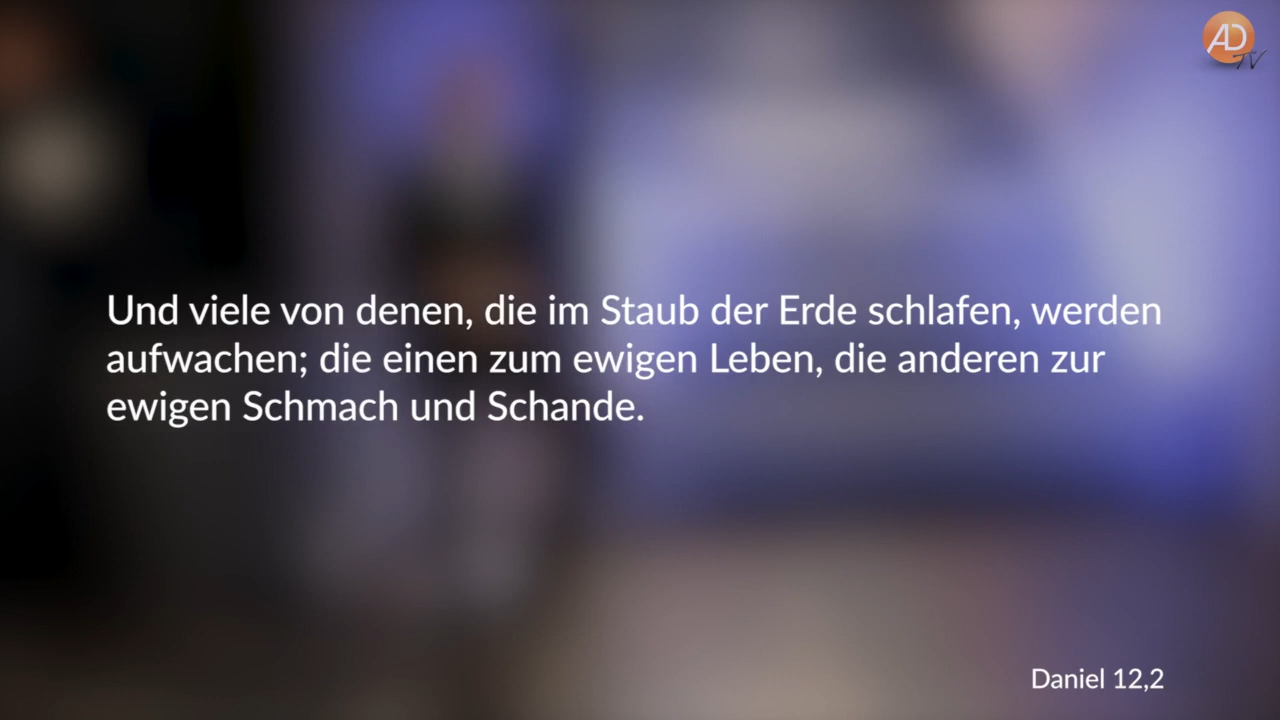 AD
TV
Und viele von denen, die im Staub der Erde schlafen, werden
aufwachen; die einen zum ewigen Leben, die anderen zur
ewigen Schmach und Schande.
Daniel 12,2